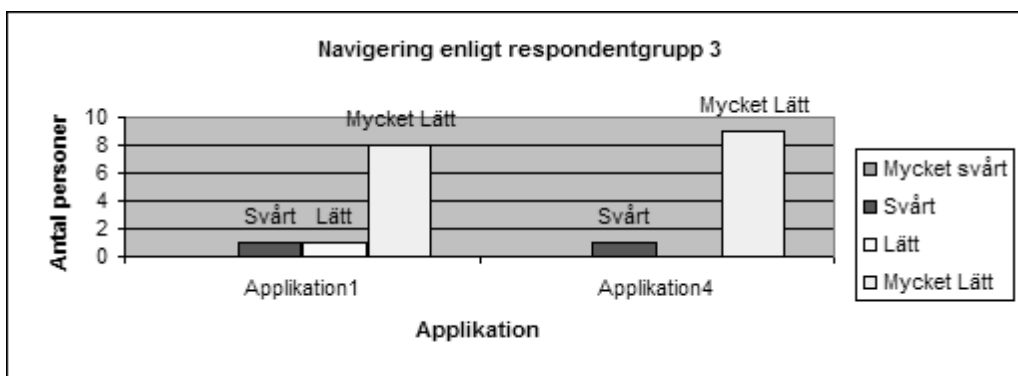 Navigering enligt respondentgrupp 3
Mycket Lätt
Mycket Lätt
Antal personer
10
8
6
4
2
0
Svårt
Lätt
Svårt
Applikation1
Applikation4
Applikation
Mycket svårt
Svårt
Lätt
Mycket Lätt